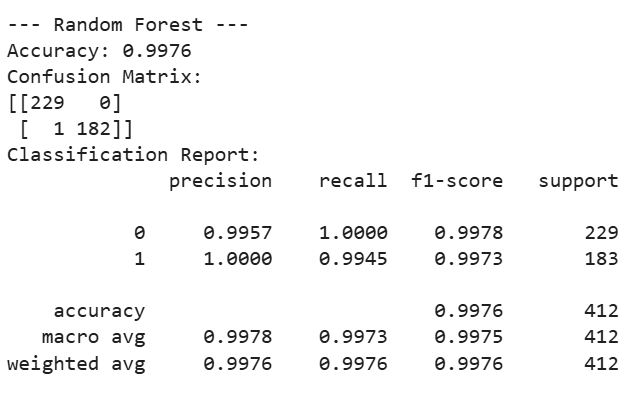 --- Random Forest ---
Accuracy: 0.9976
Confusion Matrix:
[[229   0]
 [  1 182]]
Classification Report:
              precision    recall  f1-score   support

           0     0.9957    1.0000    0.9978       229
           1     1.0000    0.9945    0.9973       183

    accuracy                         0.9976       412
   macro avg     0.9978    0.9973    0.9975       412
weighted avg     0.9976    0.9976    0.9976       412